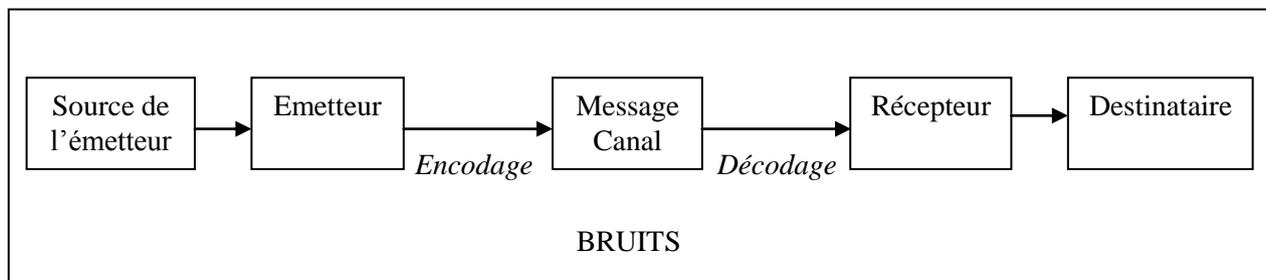 Source de
l’émetteur
Emetteur
Encodage
Message
Canal
Décodage
Récepteur
Destinataire
BRUITS